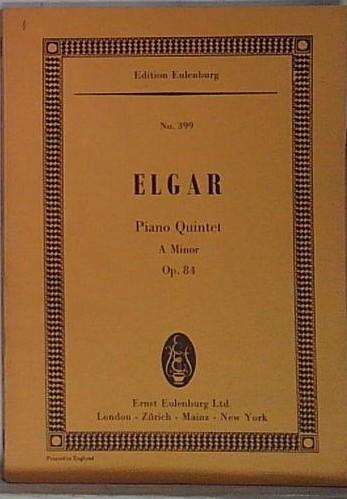 Edition Eulenburg
No. 399
ELGAR
Piano Quintet
A Minor
Op. 84
Ernst Eulenburg Ltd.
London - Zürich - Mainz - New York
Printed in England